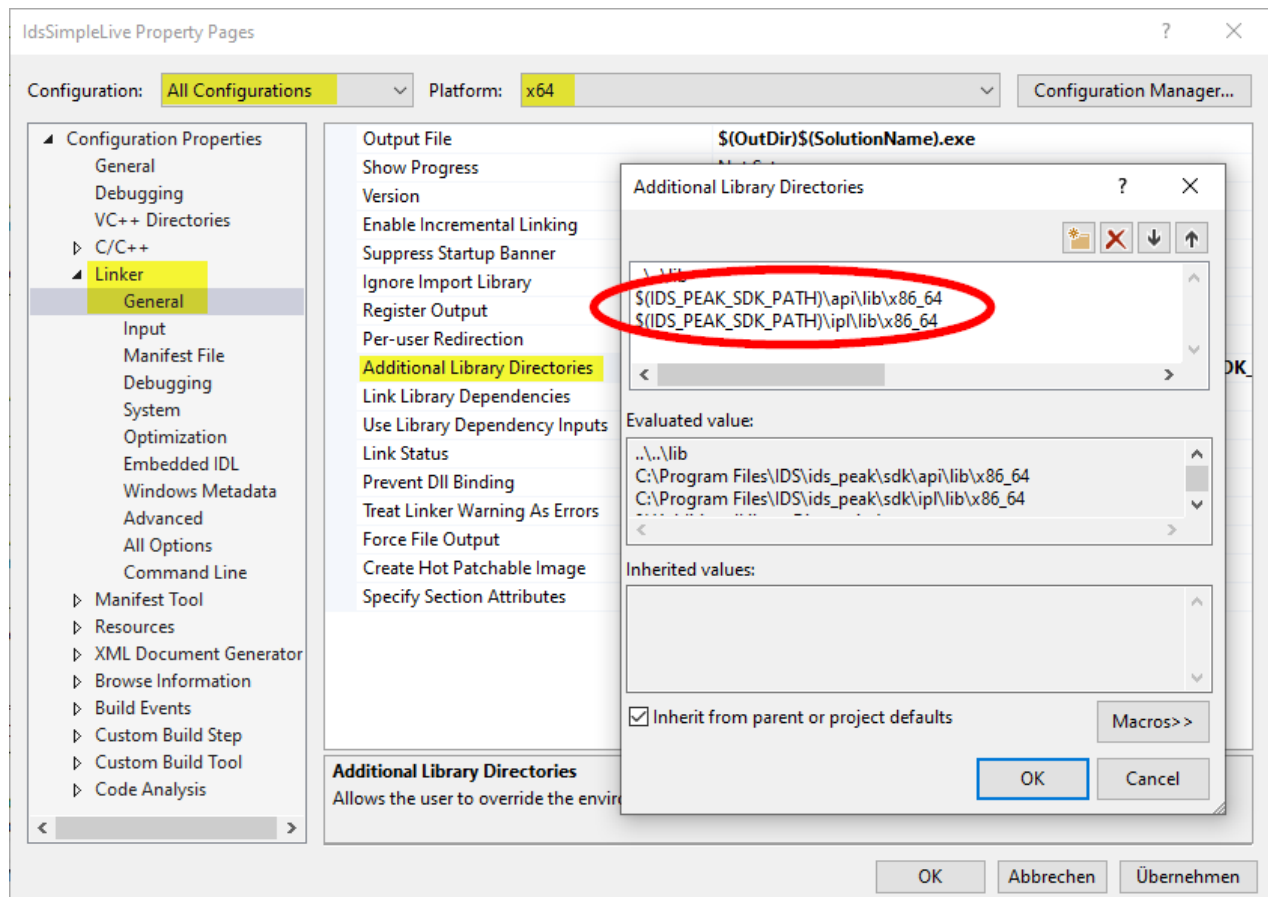 IdsSimpleLive Property Pages
Configuration: All Configurations Platform: x64 Configuration Manager...
Configuration Properties
General
Debugging
VC++ Directories
C/C++
Linker
General
Input
Manifest File
Debugging
System
Optimization
Embedded IDL
Windows Metadata
Advanced
All Options
Command Line
Manifest Tool
Resources
XML Document Generator
Browse Information
Build Events
Custom Build Step
Custom Build Tool
Code Analysis
Output File $(OutDir)$(SolutionName).exe
Show Progress
Version
Enable Incremental Linking
Suppress Startup Banner
Ignore Import Library
Register Output
Per-user Redirection
Additional Library Directories DK_
Link Library Dependencies
Use Library Dependency Inputs
Link Status
Prevent Dll Binding
Treat Linker Warning As Errors
Force File Output
Create Hot Patchable Image
Specify Section Attributes
Additional Library Directories
Allows the user to override the
Additional Library Directories ?
..\..\lib
$(IDS_PEAK_SDK_PATH)\api\lib\x86_64
$(IDS_PEAK_SDK_PATH)\ipl\lib\x86_64
Evaluated value:
..\..\lib
C:\Program Files\IDS\ids_peak\sdk\api\lib\x86_64
C:\Program Files\IDS\ids_peak\sdk\ipl\lib\x86_64
Inherited values:
Inherit from parent or project defaults
Macros>>
OK Cancel
OK Abbrechen Übernehmen